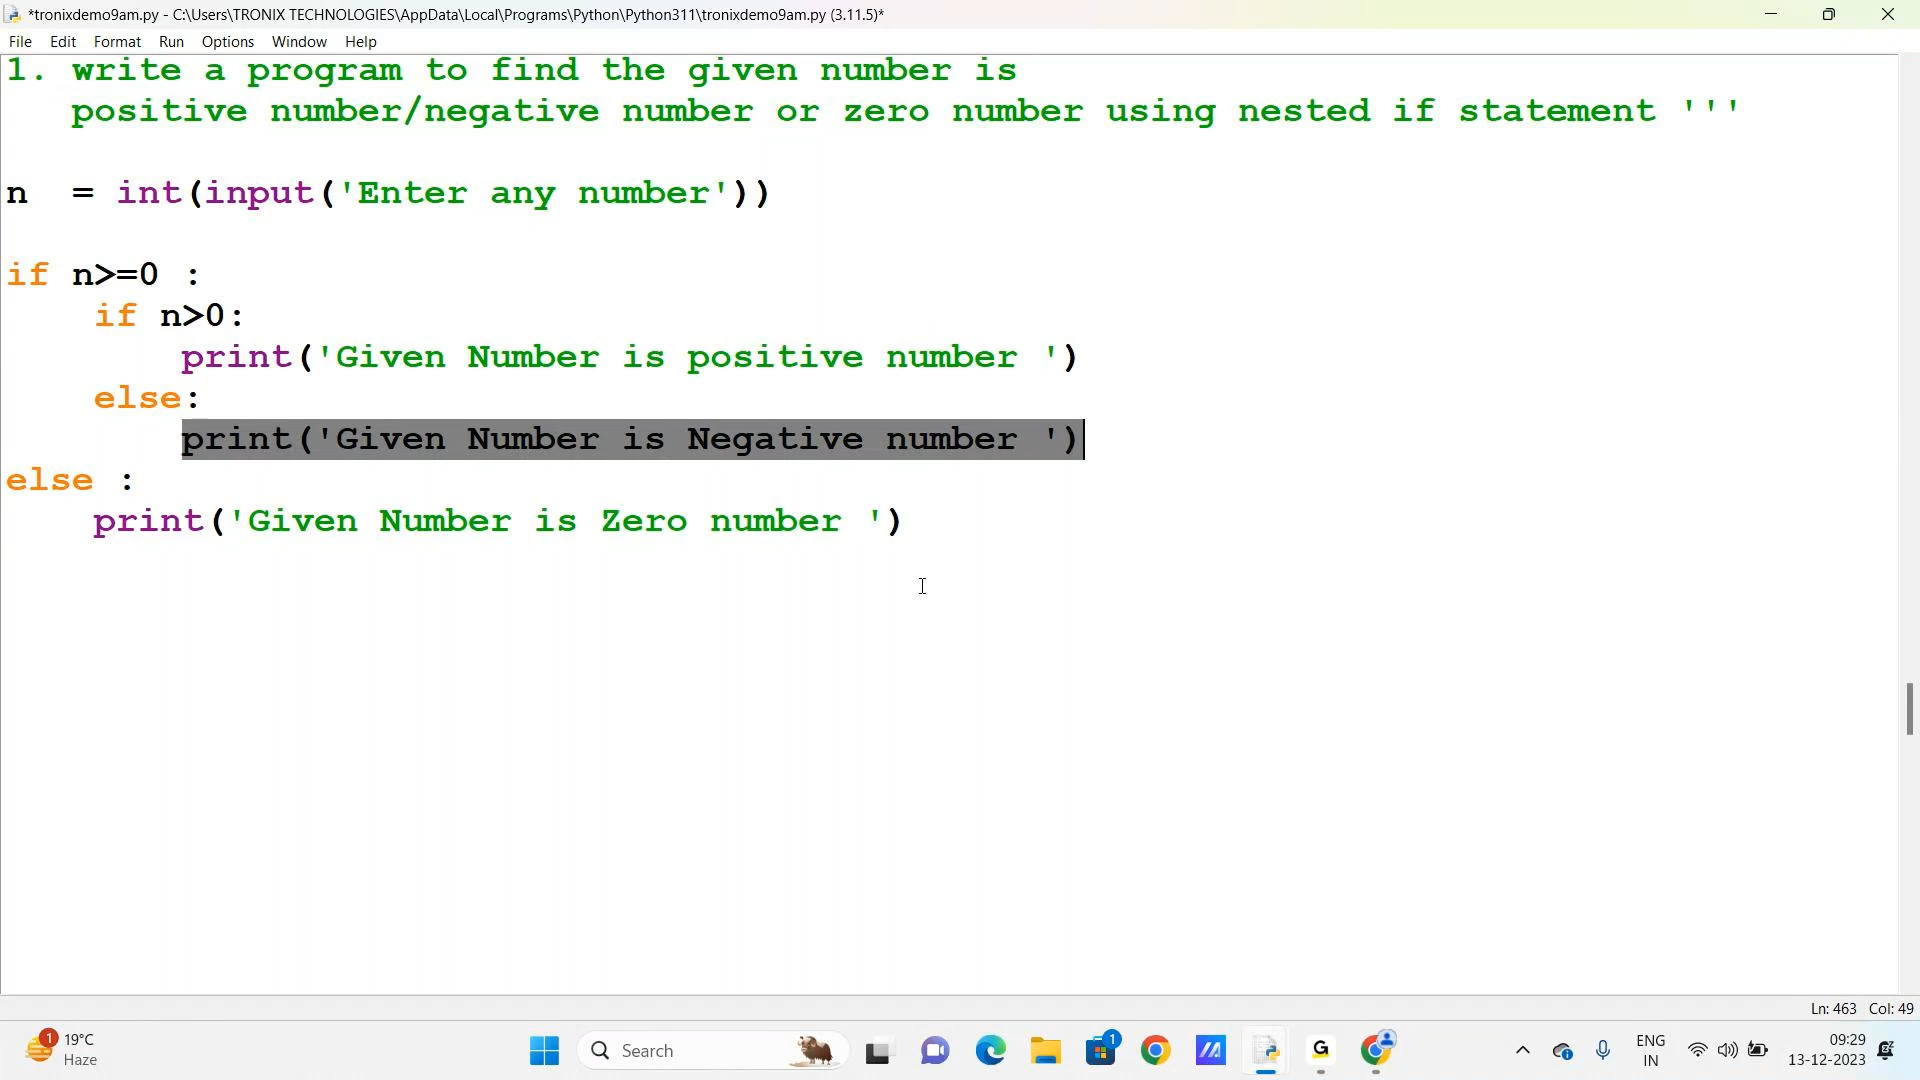 *tronixdemo9am.py - C:\Users\TRONIX TECHNOLOGIES\AppData\Local\Programs\Python\Python311\tronixdemo9am.py (3.11.5)*
File Edit Format Run Options Window Help
1. write a program to find the given number is
   positive number/negative number or zero number using nested if statement '''
n  = int(input('Enter any number'))
if n>=0 :
    if n>0:
        print('Given Number is positive number ')
    else:
        print('Given Number is Negative number ')
else :
    print('Given Number is Zero number ')
Ln: 463 Col: 49
1 19°C
Haze
Search
1
G
ENG
IN
09:29
13-12-2023